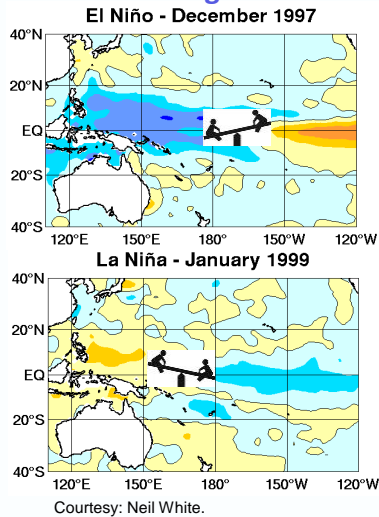 El Niño - December 1997
40°N
20°N
EQ
20°S
40°S
120°E 150°E 180° 150°W 120°W
La Niña - January 1999
40°N
20°N
EQ
20°S
40°S
120°E 150°E 180° 150°W 120°W
Courtesy: Neil White.